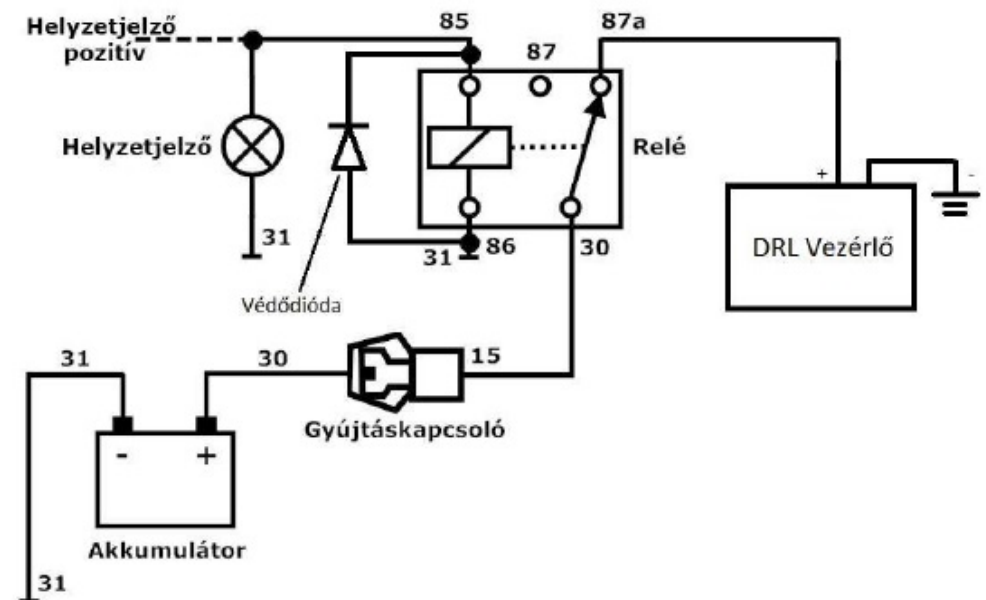 Helyzetjelző
pozitív
85
87a
87
Helyzetjelző
Relé
31
31
86
30
+
-
DRL Vezérlő
Védődióda
31
30
15
Gyújtáskapcsoló
- +
Akkumulátor
31